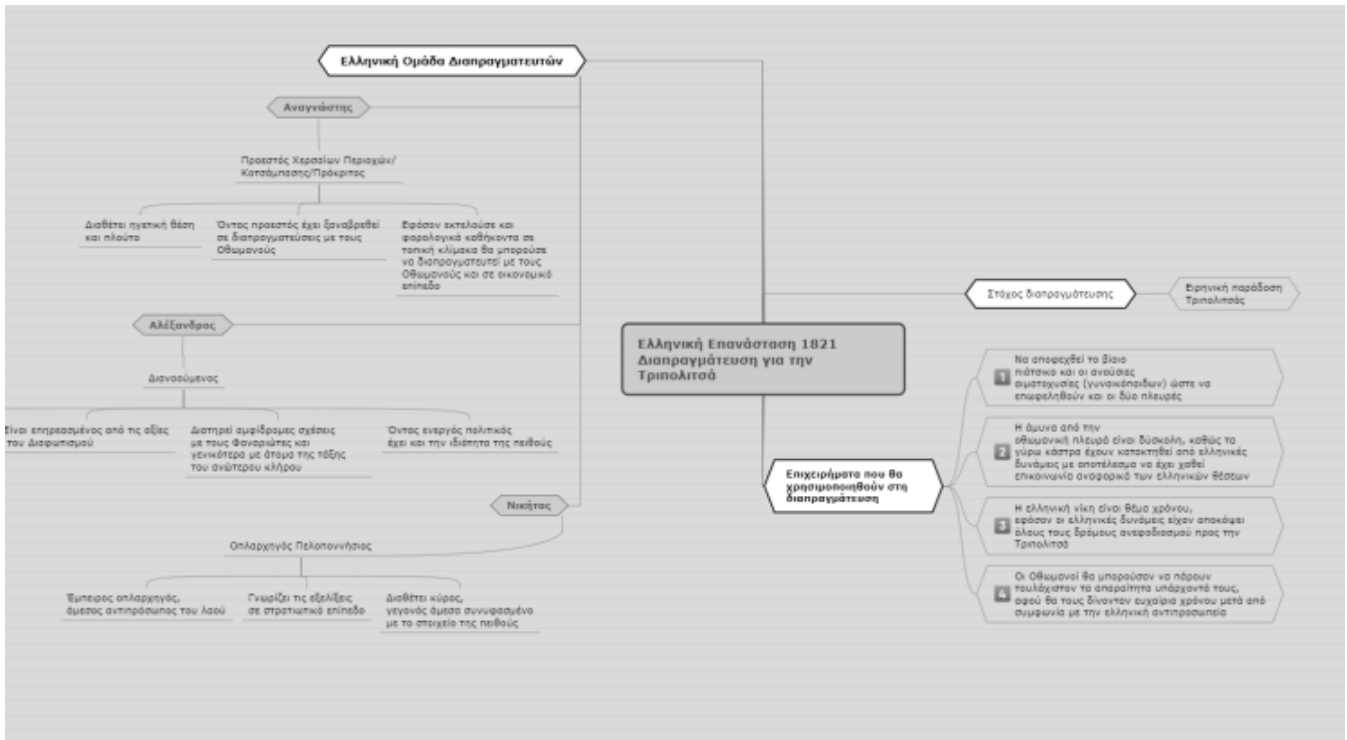 Ελληνική Ομάδα Διαπραγματευτών
Αναγνώστης
Προεστός Χερσαίων Περιοχών/
Κοτσάμπασης/Πρόκριτος
Διαθέτει ηγετική θέση
και πλούτο
Όντας προεστός έχει ξαναβρεθεί
σε διαπραγματεύσεις με τους
Οθωμανούς
Εφόσον εκτελούσε και
φορολογικά καθήκοντα σε
τοπική κλίμακα θα μπορούσε
να διαπραγματευτεί με τους
Οθωμανούς και σε οικονομικό
επίπεδο
Αλέξανδρος
Διανοούμενος
Είναι επηρεασμένος από τις αξίες
του Διαφωτισμού
Διατηρεί αμφίδρομες σχέσεις
με τους Φαναριώτες και
γενικότερα με άτομα της τάξης
του ανώτερου κλήρου
Όντας ενεργός πολιτικός
έχει και την ιδιότητα της πειθούς
Νικήτας
Οπλαρχηγός Πελοποννήσιος
Έμπειρος οπλαρχηγός,
άμεσος αντιπρόσωπος του λαού
Γνωρίζει τις εξελίξεις
σε στρατιωτικό επίπεδο
Διαθέτει κύρος,
γεγονός άμεσα συνυφασμένο
με το στοιχείο της πειθούς
Ελληνική Επανάσταση 1821
Διαπραγμάτευση για την
Τριπολιτσά
Στόχος διαπραγμάτευσης
Ειρηνική παράδοση
Τριπολιτσάς
Επιχειρήματα που θα
χρησιμοποιηθούν στη
διαπραγμάτευση
1
Να αποφεχθεί το βίαιο
πιάτσικο και οι ανούσιες
αιματοχυσίες (γυναικόπαιδων) ώστε να
επωφεληθούν και οι δύο πλευρές
2
Η άμυνα από την
οθωμανική πλευρά είναι δύσκολη, καθώς τα
γύρω κάστρα έχουν κατακτηθεί από ελληνικές
δυνάμεις με αποτέλεσμα να έχει χαθεί
επικοινωνία αναφορικά των ελληνικών θέσεων
3
Η ελληνική νίκη είναι θέμα χρόνου,
εφόσον οι ελληνικές δυνάμεις είχαν αποκόψει
όλους τους δρόμους ανεφοδιασμού προς την
Τριπολιτσά
4
Οι Οθωμανοί θα μπορούσαν να πάρουν
τουλάχιστον τα απαραίτητα υπάρχοντά τους,
αφού θα τους δίνονταν ευχαίρια χρόνου μετά από
συμφωνία με την ελληνική αντιπροσωπεία